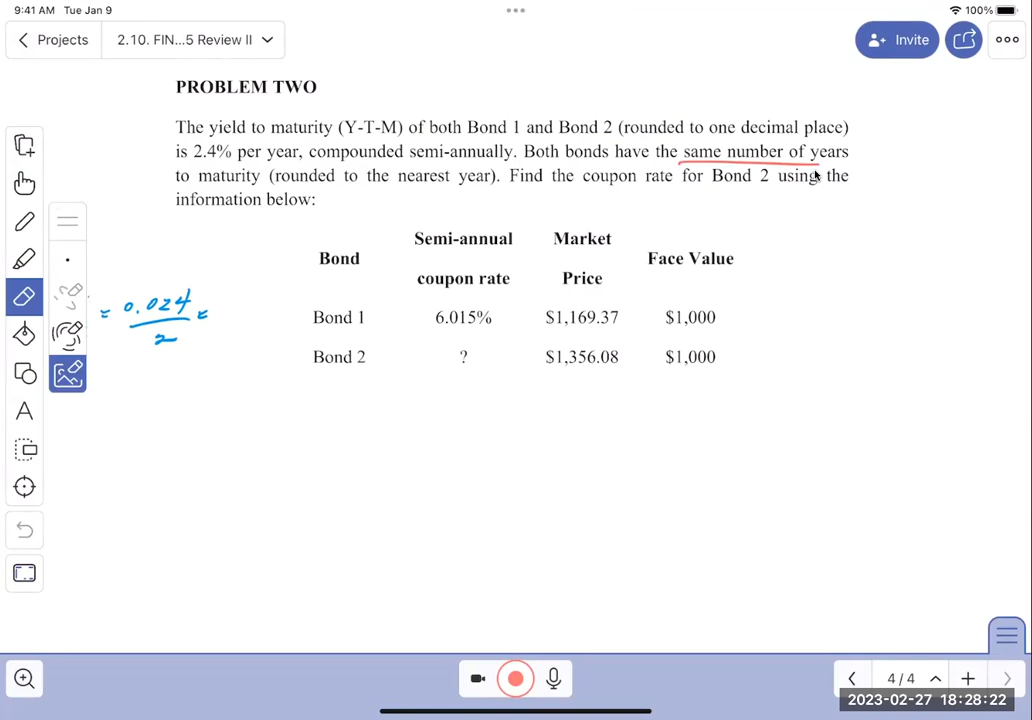 9:41 AM Tue Jan 9
100%
Projects
2.10. FIN...5 Review II
Invite
PROBLEM TWO
The yield to maturity (Y-T-M) of both Bond 1 and Bond 2 (rounded to one decimal place)
is 2.4% per year, compounded semi-annually. Both bonds have the same number of years
to maturity (rounded to the nearest year). Find the coupon rate for Bond 2 using the
information below:
Bond Semi-annual coupon rate Market Price Face Value
Bond 1 6.015% $1,169.37 $1,000
Bond 2 ? $1,356.08 $1,000
= 0.024 =
2
A
4 / 4
2023-02-27 18:28:22